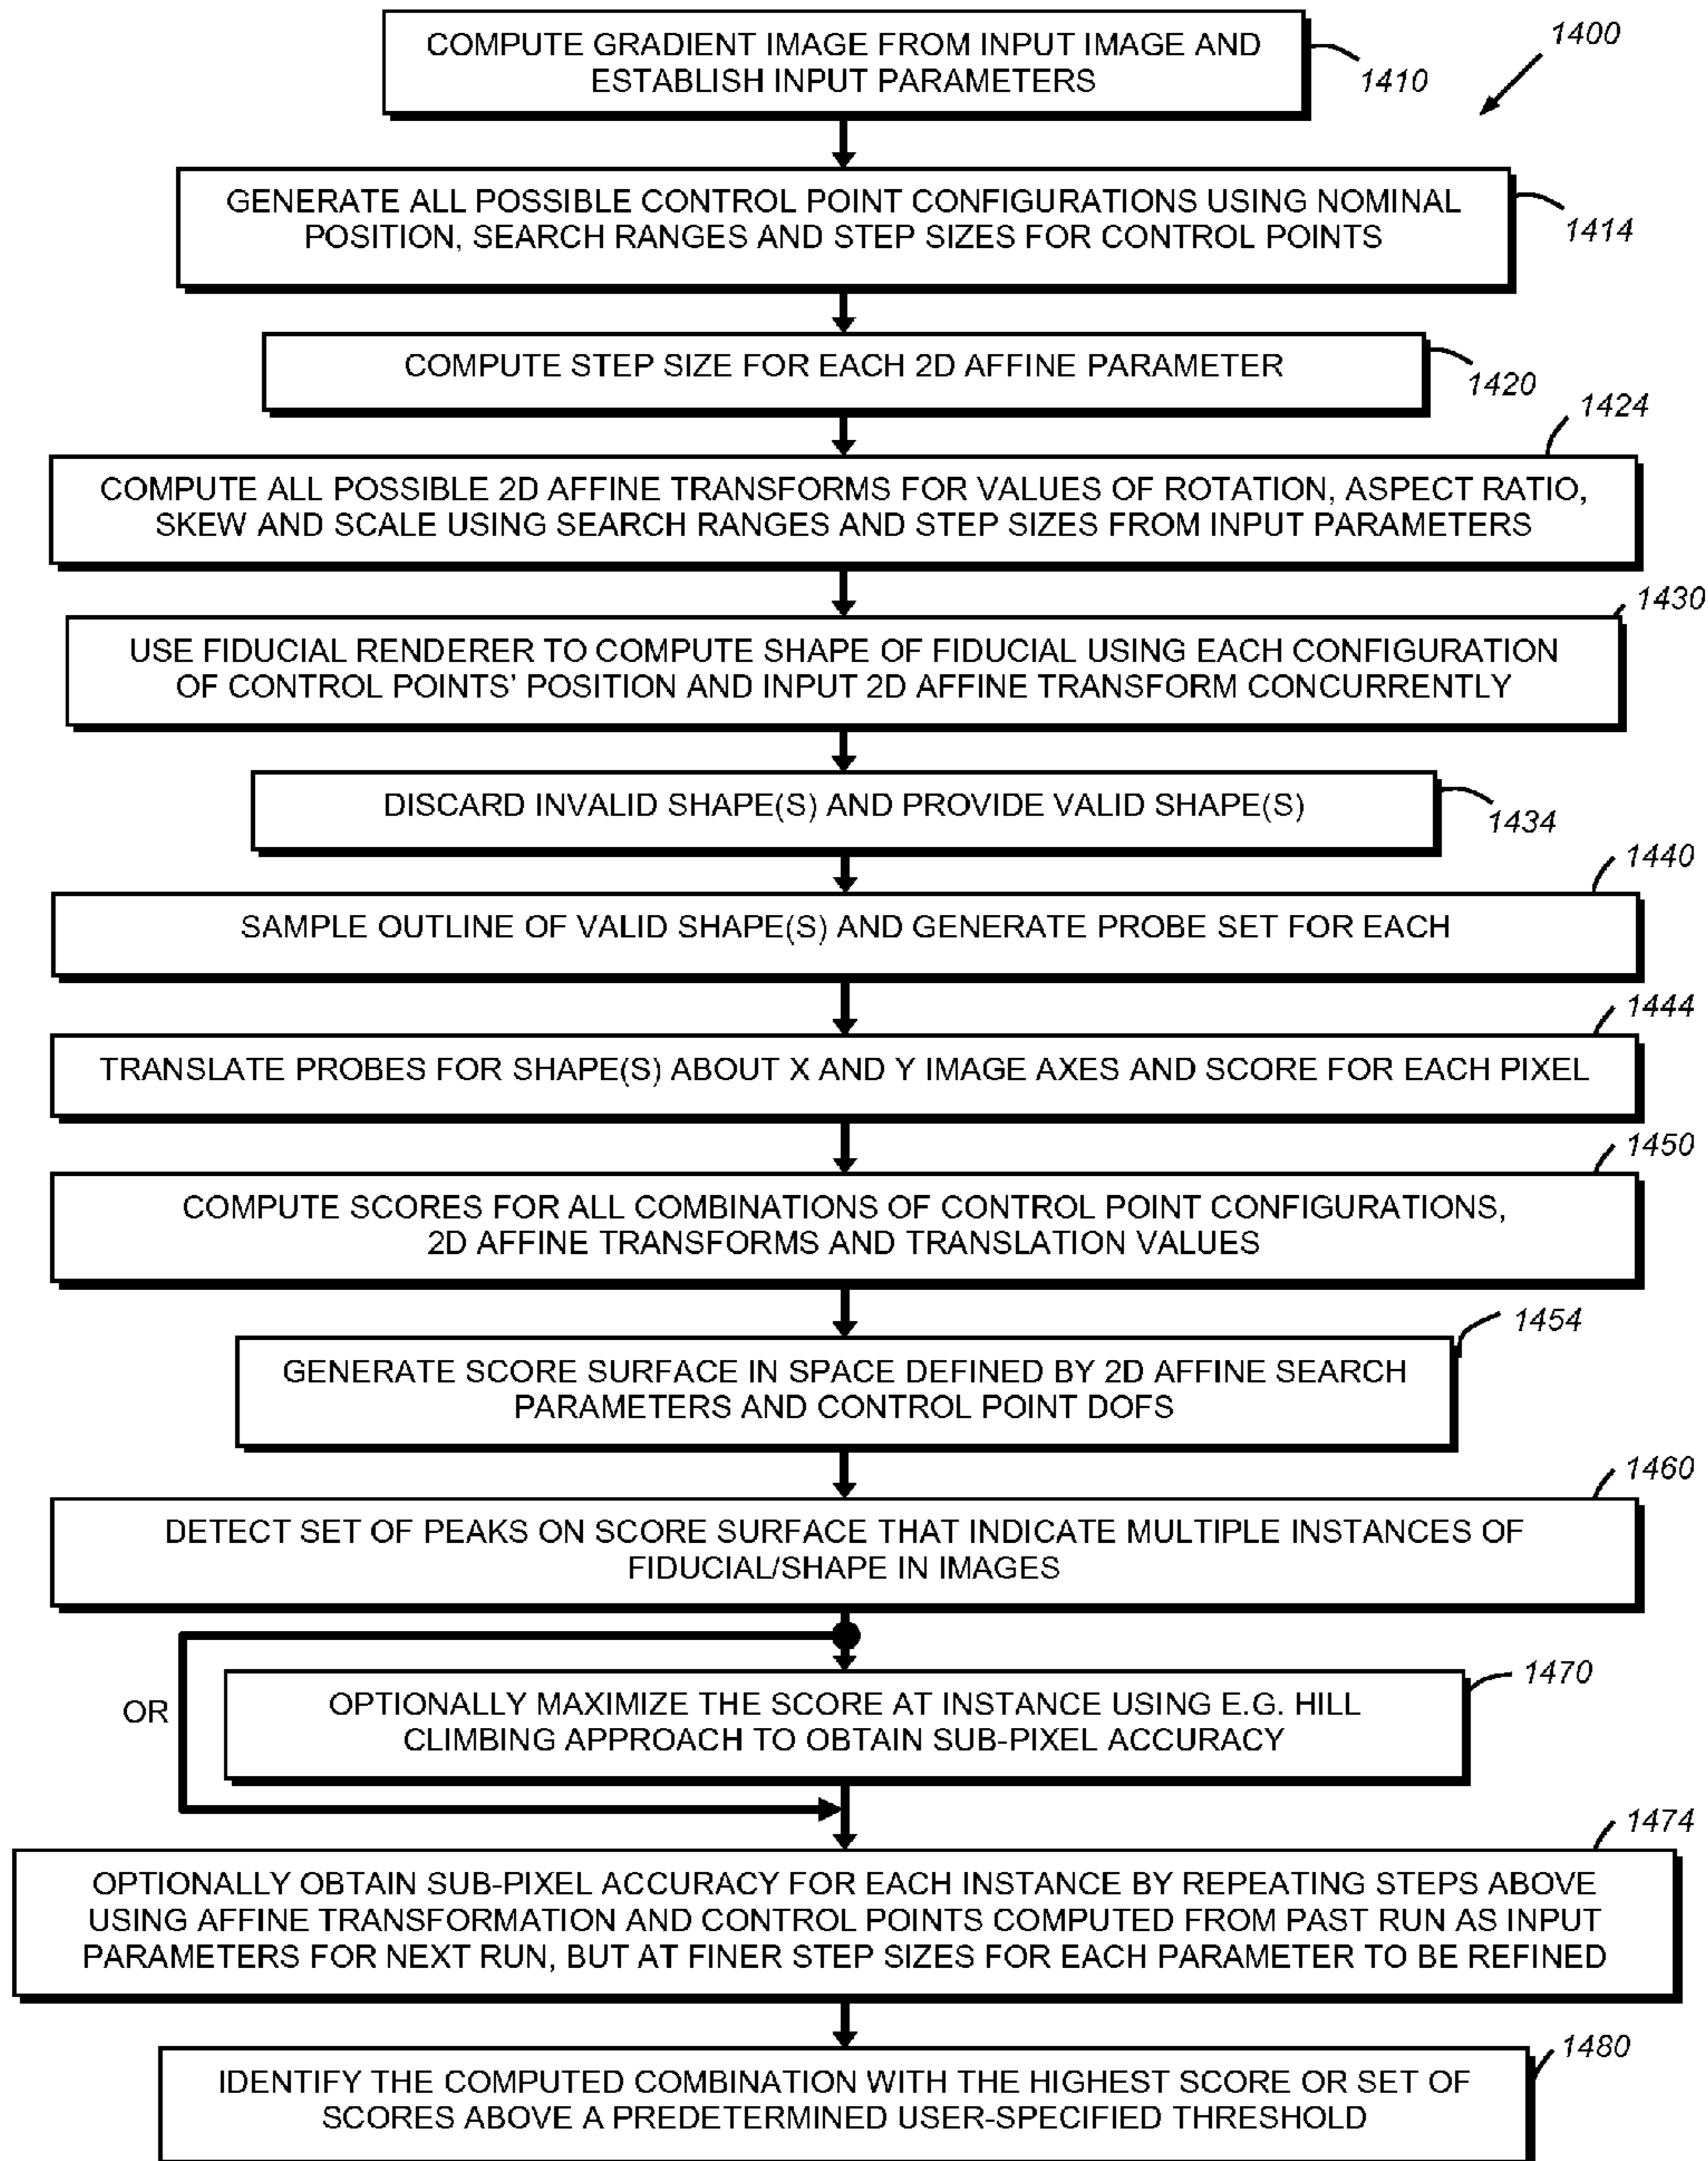 COMPUTE GRADIENT IMAGE FROM INPUT IMAGE AND
ESTABLISH INPUT PARAMETERS
1410
1400
GENERATE ALL POSSIBLE CONTROL POINT CONFIGURATIONS USING NOMINAL
POSITION, SEARCH RANGES AND STEP SIZES FOR CONTROL POINTS
1414
COMPUTE STEP SIZE FOR EACH 2D AFFINE PARAMETER
1420
1424
COMPUTE ALL POSSIBLE 2D AFFINE TRANSFORMS FOR VALUES OF ROTATION, ASPECT RATIO,
SKEW AND SCALE USING SEARCH RANGES AND STEP SIZES FROM INPUT PARAMETERS
1430
USE FIDUCIAL RENDERER TO COMPUTE SHAPE OF FIDUCIAL USING EACH CONFIGURATION
OF CONTROL POINTS' POSITION AND INPUT 2D AFFINE TRANSFORM CONCURRENTLY
DISCARD INVALID SHAPE(S) AND PROVIDE VALID SHAPE(S)
1434
1440
SAMPLE OUTLINE OF VALID SHAPE(S) AND GENERATE PROBE SET FOR EACH
1444
TRANSLATE PROBES FOR SHAPE(S) ABOUT X AND Y IMAGE AXES AND SCORE FOR EACH PIXEL
1450
COMPUTE SCORES FOR ALL COMBINATIONS OF CONTROL POINT CONFIGURATIONS,
2D AFFINE TRANSFORMS AND TRANSLATION VALUES
1454
GENERATE SCORE SURFACE IN SPACE DEFINED BY 2D AFFINE SEARCH
PARAMETERS AND CONTROL POINT DOFS
1460
DETECT SET OF PEAKS ON SCORE SURFACE THAT INDICATE MULTIPLE INSTANCES OF
FIDUCIAL/SHAPE IN IMAGES
1470
OR
OPTIONALLY MAXIMIZE THE SCORE AT INSTANCE USING E.G. HILL
CLIMBING APPROACH TO OBTAIN SUB-PIXEL ACCURACY
1474
OPTIONALLY OBTAIN SUB-PIXEL ACCURACY FOR EACH INSTANCE BY REPEATING STEPS ABOVE
USING AFFINE TRANSFORMATION AND CONTROL POINTS COMPUTED FROM PAST RUN AS INPUT
PARAMETERS FOR NEXT RUN, BUT AT FINER STEP SIZES FOR EACH PARAMETER TO BE REFINED
1480
IDENTIFY THE COMPUTED COMBINATION WITH THE HIGHEST SCORE OR SET OF
SCORES ABOVE A PREDETERMINED USER-SPECIFIED THRESHOLD